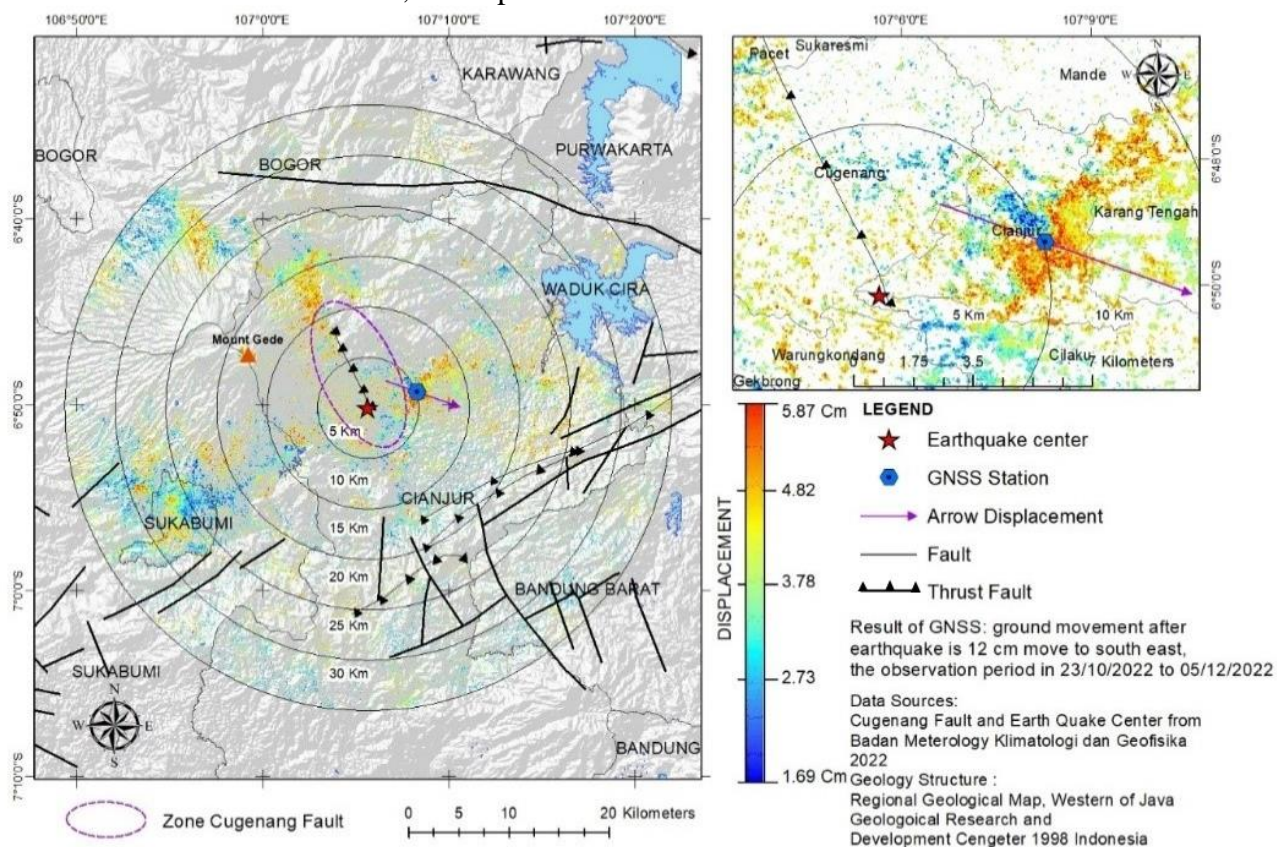 106°50'0"E
107°0'0"E
107°10'0"E
107°20'0"E
KARAWANG
PURWAKARTA
BOGOR
BOGOR
6°40'0"S
WADUK CIRA
Mount Gede
6°50'0"S
5 Km
10 Km
CIANJUR
15 Km
SUKABUMI
20 Km
7°0'0"S
BANDUNG BARAT
25 Km
30 Km
SUKABUMI
N
W E
S
BANDUNG
7°10'0"S
Zone Cugenang Fault
0 5 10 20 Kilometers
107°6'0"E
107°9'0"E
Pacet
Sukaresmi
Mande
N
W E
S
6°48'0"S
Cugenang
Karang Tengah
Cianjur
6°50'0"S
5 Km
10 Km
Warungkondang
Cilaku
0 1.75 3.5 7 Kilometers
Gekbrong
DISPLACEMENT
5.87 Cm
4.82
3.78
2.73
1.69 Cm
LEGEND
Earthquake center
GNSS Station
Arrow Displacement
Fault
Thrust Fault
Result of GNSS: ground movement after
earthquake is 12 cm move to south east,
the observation period in 23/10/2022 to 05/12/2022
Data Sources:
Cugenang Fault and Earth Quake Center from
Badan Meterology Klimatologi dan Geofisika
2022
Geology Structure :
Regional Geological Map, Western of Java
Geologoical Research and
Development Cengeter 1998 Indonesia